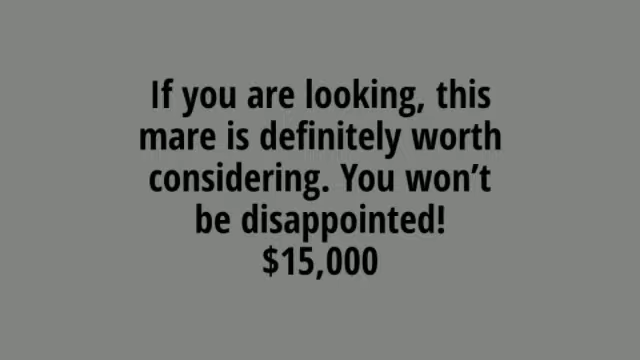 If you are looking, this
mare is definitely worth
considering. You won’t
be disappointed!
$15,000